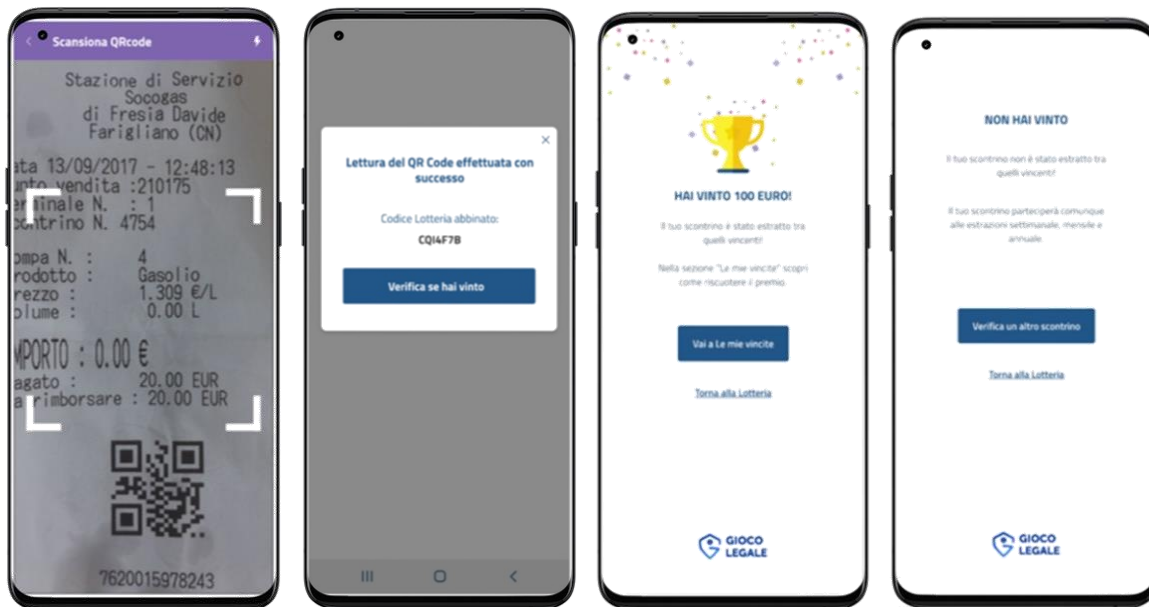 Scansiona QRcode
Stazione di Servizio
Socogas
di Fresia Davide
Farigliano (CN)
ata 13/09/2017 - 12:48:13
unto vendita :210175
erminale N. : 1
contrino N. 4754
ompa N. : 4
rodotto : Gasolio
rezzo : 1.309 €/L
olume : 0.00 L
MPORTO : 0.00 €
agato : 20.00 EUR
a rimborsare : 20.00 EUR
7620015978243
Lettura del QR Code effettuata con
successo
Codice Lotteria abbinato:
CQI4F7B
Verifica se hai vinto
HAI VINTO 100 EURO!
Il tuo scontrino è stato estratto tra
quelli vincenti!
Nella sezione "Le mie vincite" scopri
come riscuotere il premio.
Vai a Le mie vincite
Torna alla Lotteria
GIOCO
LEGALE
NON HAI VINTO
Il tuo scontrino non è stato estratto tra
quelli vincenti!
Il tuo scontrino parteciperà comunque
alle estrazioni settimanale, mensile e
annuale.
Verifica un altro scontrino
Torna alla Lotteria
GIOCO
LEGALE